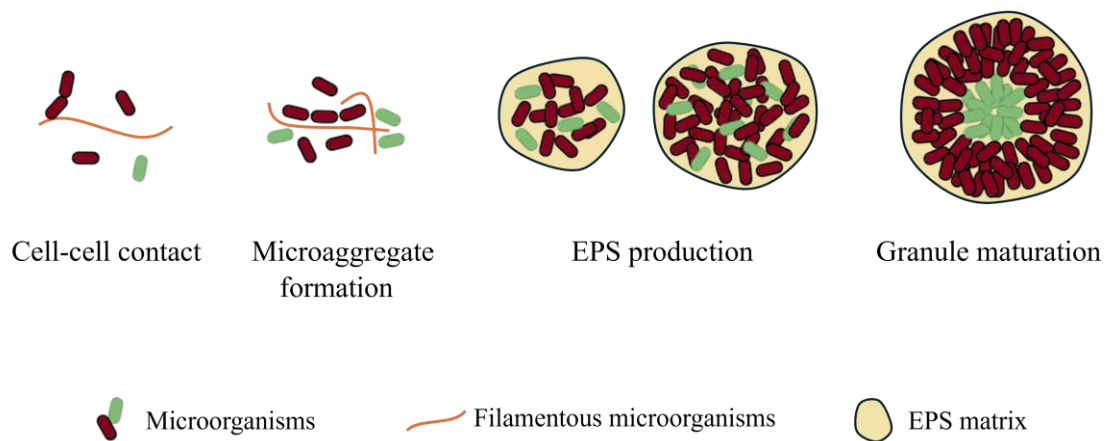 Cell-cell contact
Microaggregate
formation
EPS production
Granule maturation
Microorganisms
Filamentous microorganisms
EPS matrix